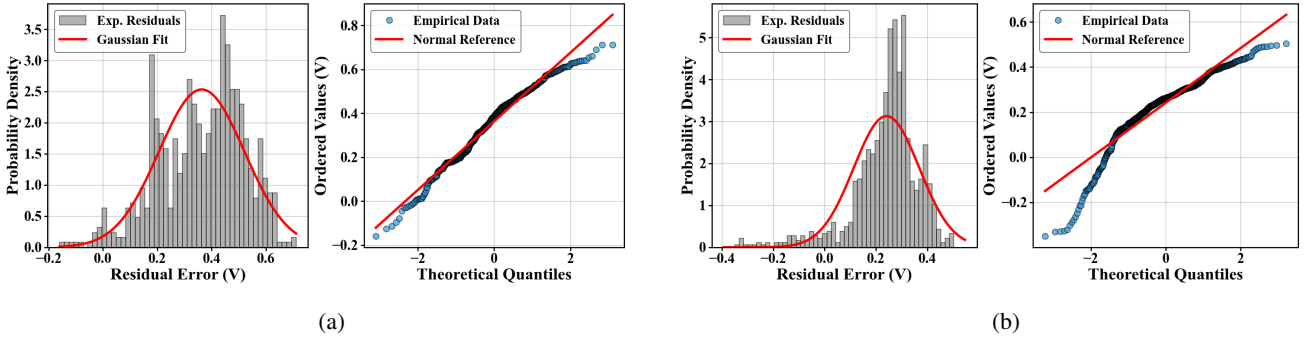 Exp. Residuals
Gaussian Fit
Probability Density
3.5
3.0
2.5
2.0
1.5
1.0
0.5
0.0
−0.2 0.0 0.2 0.4 0.6
Residual Error (V)
Empirical Data
Normal Reference
Ordered Values (V)
0.8
0.6
0.4
0.2
0.0
−0.2
−2 0 2
Theoretical Quantiles
(a)
Exp. Residuals
Gaussian Fit
Probability Density
5
4
3
2
1
0
−0.4 −0.2 0.0 0.2 0.4
Residual Error (V)
Empirical Data
Normal Reference
Ordered Values (V)
0.6
0.4
0.2
0.0
−0.2
−2 0 2
Theoretical Quantiles
(b)